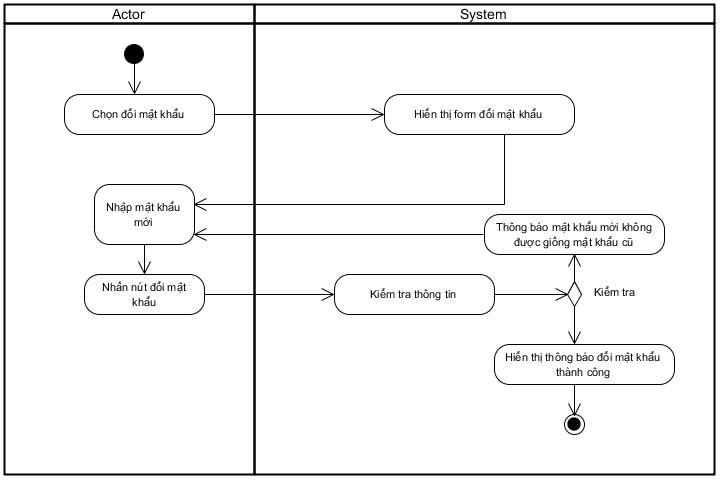 Actor
System
Chọn đổi mật khẩu
Hiển thị form đổi mật khẩu
Nhập mật khẩu
mới
Thông báo mật khẩu mới không
được giống mật khẩu cũ
Nhấn nút đổi mật
khẩu
Kiểm tra thông tin
Kiểm tra
Hiển thị thông báo đổi mật khẩu
thành công